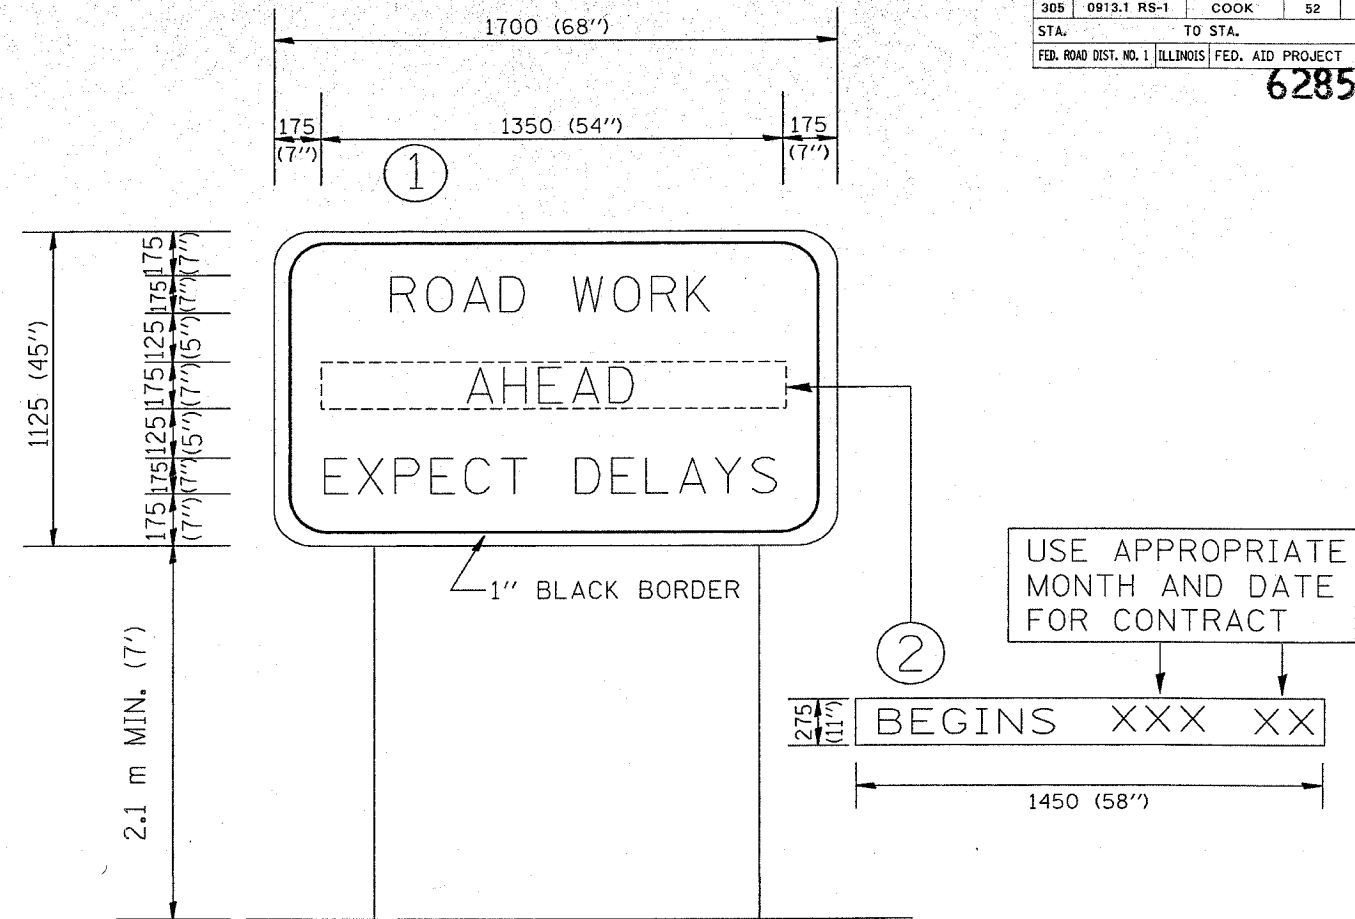 305 0913.1 RS-1 COOK 52
STA. TO STA.
FED. ROAD DIST. NO. 1 ILLINOIS FED. AID PROJECT
6285
1700 (68")
175 (7")
1350 (54")
175 (7")
1
1125 (45")
175 (7")
175 (7")
125 (5")
175 (7")
125 (5")
175 (7")
175 (7")
ROAD WORK
AHEAD
EXPECT DELAYS
1" BLACK BORDER
2.1 m MIN. (7')
2
USE APPROPRIATE
MONTH AND DATE
FOR CONTRACT
275 (11")
BEGINS XXX XX
1450 (58")